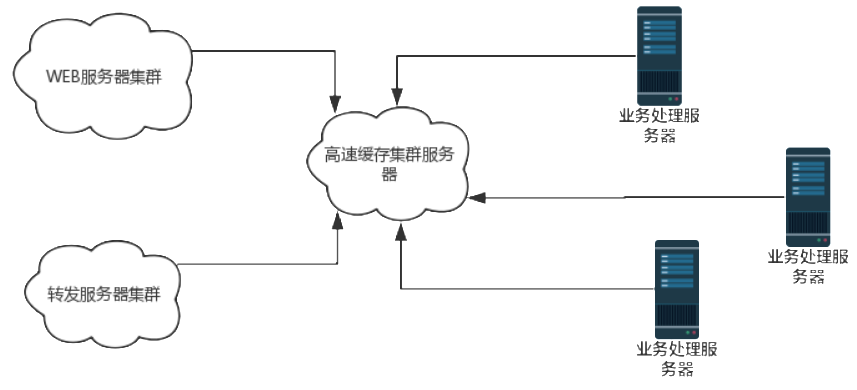 WEB服务器集群
业务处理服
务器
高速缓存集群服务
器
业务处理服
务器
转发服务器集群
业务处理服
务器